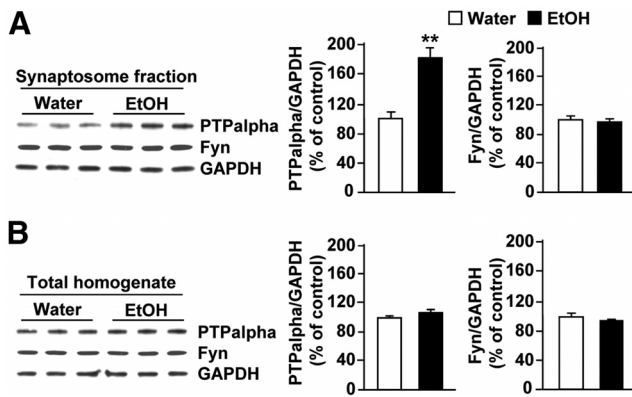 A
Water EtOH
Synaptosome fraction
Water EtOH
PTPalpha
Fyn
GAPDH
PTPalpha/GAPDH
(% of control)
200
160
120
80
40
0
**
Fyn/GAPDH
(% of control)
200
160
120
80
40
0
B
Total homogenate
Water EtOH
PTPalpha
Fyn
GAPDH
PTPalpha/GAPDH
(% of control)
200
160
120
80
40
0
Fyn/GAPDH
(% of control)
200
160
120
80
40
0